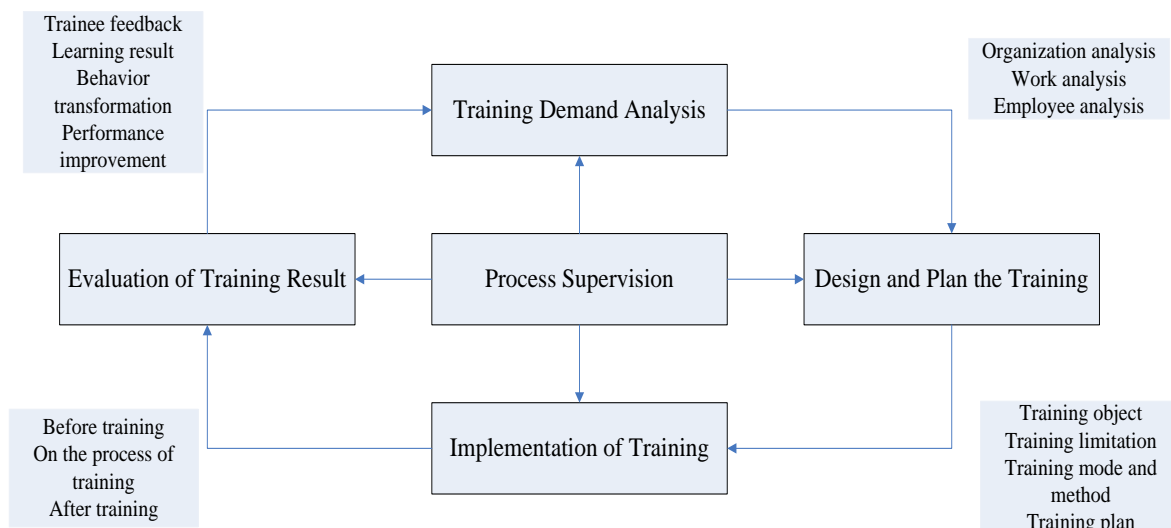 Trainee feedback
Learning result
Behavior
transformation
Performance
improvement
Organization analysis
Work analysis
Employee analysis
Training Demand Analysis
Evaluation of Training Result
Process Supervision
Design and Plan the Training
Before training
On the process of
training
After training
Implementation of Training
Training object
Training limitation
Training mode and
method
Training plan